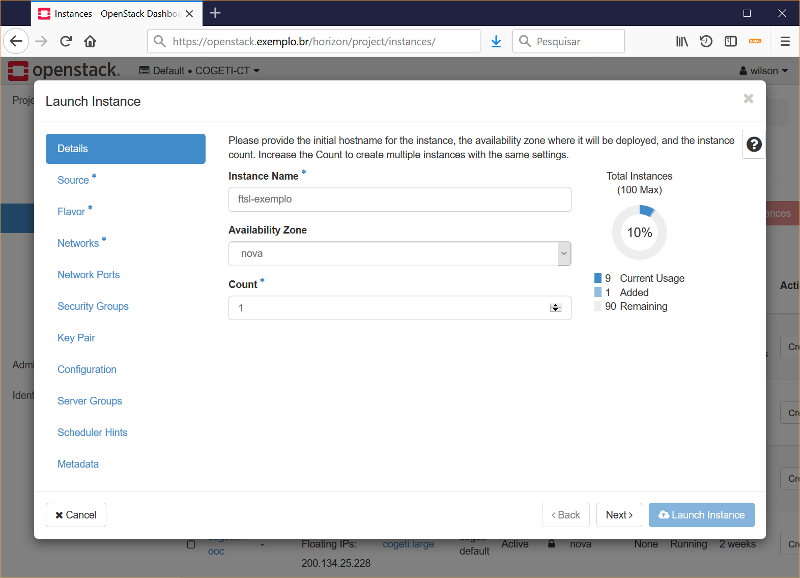 Instances - OpenStack Dashboa
https://openstack.exemplo.br/horizon/project/instances/
Pesquisar
openstack.
Default • COGETI-CT
wilson
Proje
Launch Instance
Details
Source *
Flavor *
Networks *
Network Ports
Security Groups
Key Pair
Configuration
Server Groups
Scheduler Hints
Metadata
Please provide the initial hostname for the instance, the availability zone where it will be deployed, and the instance
count. Increase the Count to create multiple instances with the same settings.
Instance Name *
ftsl-exemplo
Availability Zone
nova
Count *
1
Total Instances
(100 Max)
10%
9 Current Usage
1 Added
90 Remaining
ances
Acti
Cre
Cre
Cre
Admi
Ident
Cancel
< Back
Next >
Launch Instance
ooc
-
Floating IPs:
200.134.25.228
cogeti.large
default
Active
nova
None
Running
2 weeks
Cre